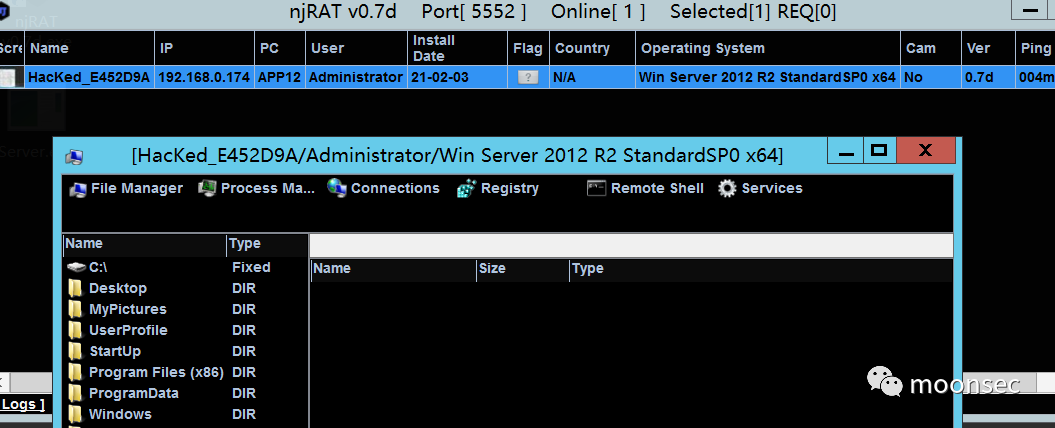 njRAT v0.7d Port[ 5552 ] Online[ 1 ] Selected[1] REQ[0]
njRAT
Scre Name IP PC User Install Date Flag Country Operating System Cam Ver Ping
HacKed_E452D9A 192.168.0.174 APP12 Administrator 21-02-03 ? N/A Win Server 2012 R2 StandardSP0 x64 No 0.7d 004m
Server.
[HacKed_E452D9A/Administrator/Win Server 2012 R2 StandardSP0 x64]
File Manager Process Ma... Connections Registry Remote Shell Services
Name Type
Name Size Type
C:\ Fixed
Desktop DIR
MyPictures DIR
UserProfile DIR
StartUp DIR
Program Files (x86) DIR
ProgramData DIR
Windows DIR
Logs ]
moonsec